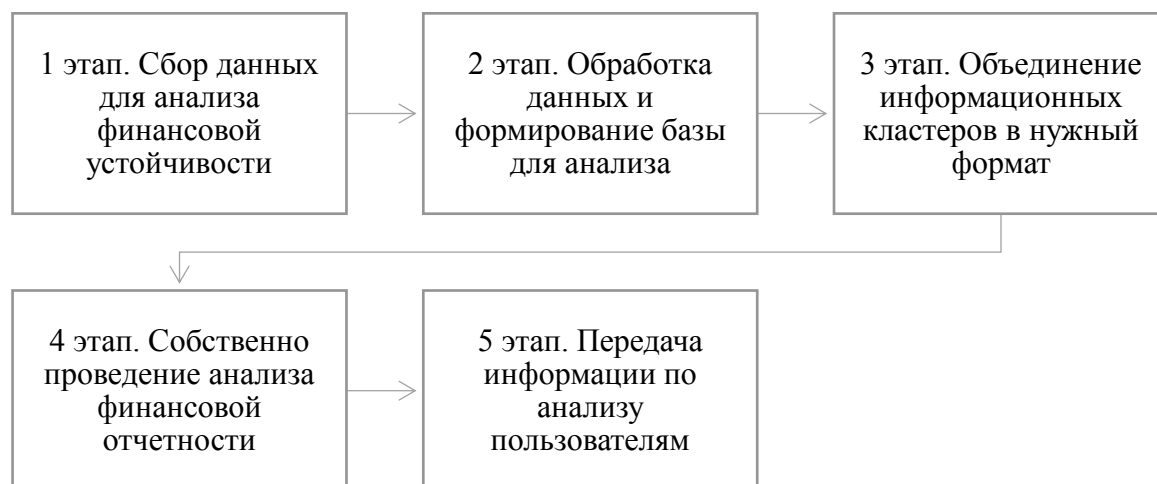 1 этап. Сбор данных
для анализа
финансовой
устойчивости
2 этап. Обработка
данных и
формирование базы
для анализа
3 этап. Объединение
информационных
кластеров в нужный
формат
4 этап. Собственно
проведение анализа
финансовой
отчетности
5 этап. Передача
информации по
анализу
пользователям